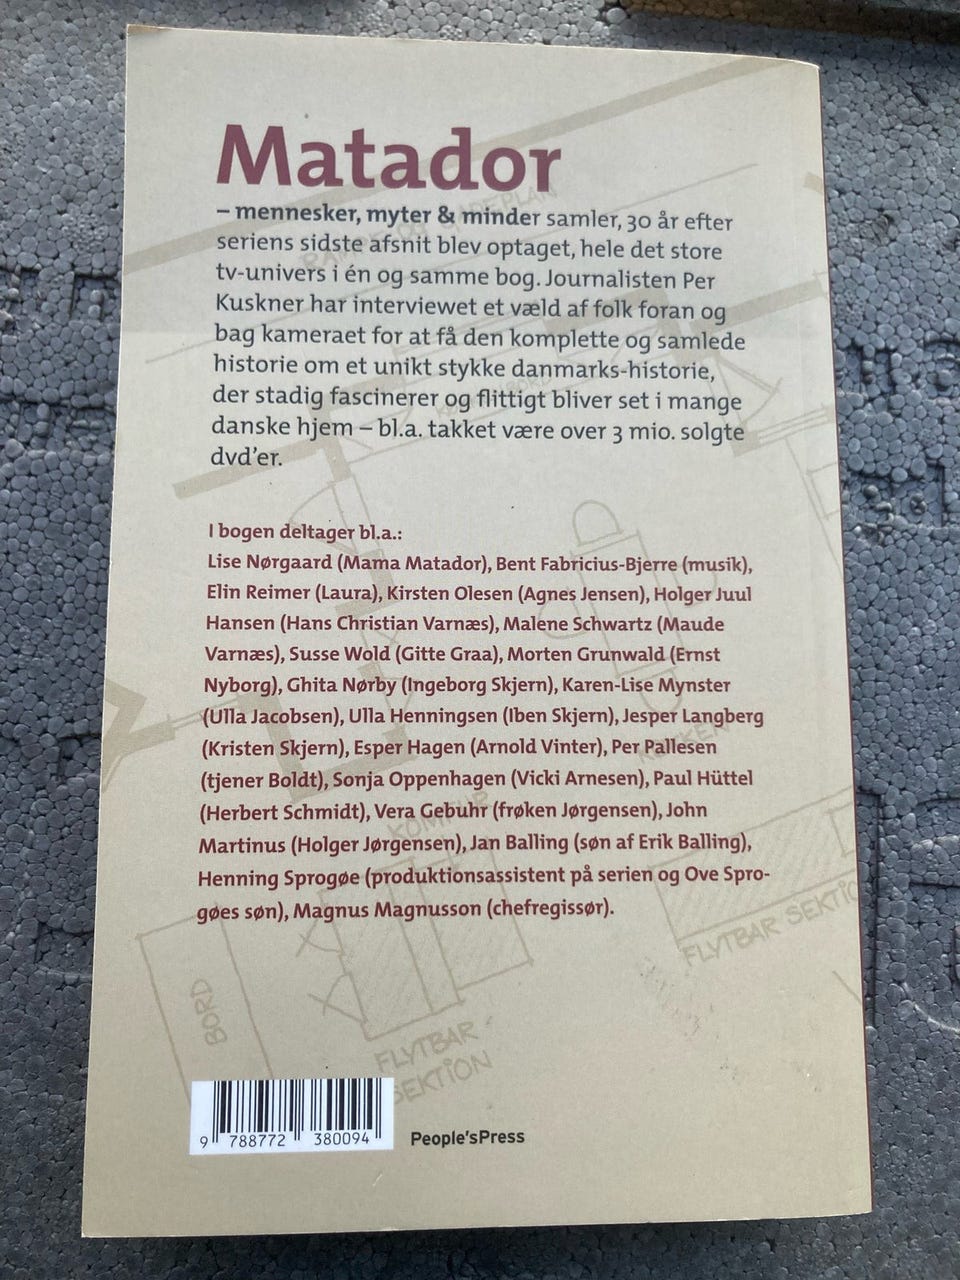 Matador
– mennesker, myter & minder samler, 30 år efter
seriens sidste afsnit blev optaget, hele det store
tv-univers i én og samme bog. Journalisten Per
Kuskner har interviewet et væld af folk foran og
bag kameraet for at få den komplette og samlede
historie om et unikt stykke danmarks-historie,
der stadig fascinerer og flittigt bliver set i mange
danske hjem – bl.a. takket være over 3 mio. solgte
dvd'er.
I bogen deltager bl.a.:
Lise Nørgaard (Mama Matador), Bent Fabricius-Bjerre (musik),
Elin Reimer (Laura), Kirsten Olesen (Agnes Jensen), Holger Juul
Hansen (Hans Christian Varnæs), Malene Schwartz (Maude
Varnæs), Susse Wold (Gitte Graa), Morten Grunwald (Ernst
Nyborg), Ghita Nørby (Ingeborg Skjern), Karen-Lise Mynster
(Ulla Jacobsen), Ulla Henningsen (Iben Skjern), Jesper Langberg
(Kristen Skjern), Esper Hagen (Arnold Vinter), Per Pallesen
(tjener Boldt), Sonja Oppenhagen (Vicki Arnesen), Paul Hüttel
(Herbert Schmidt), Vera Gebuhr (frøken Jørgensen), John
Martinus (Holger Jørgensen), Jan Balling (søn af Erik Balling),
Henning Sprogøe (produktionsassistent på serien og Ove Spro-
gøes søn), Magnus Magnusson (chefregissør).
KOMFUR
FLYTBAR SEKTIO
BORD
FLYTBAR
SEKTION
9 788772 380094
People'sPress